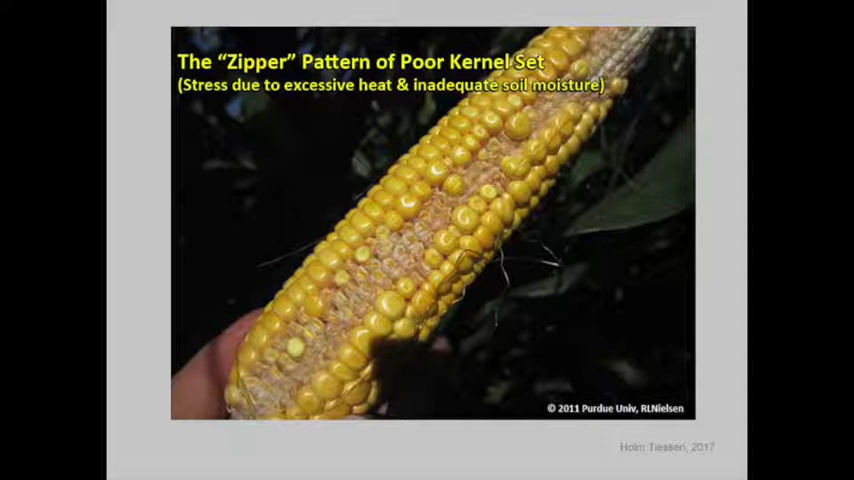 The “Zipper” Pattern of Poor Kernel Set
(Stress due to excessive heat & inadequate soil moisture)
© 2011 Purdue Univ, RLNielsen
Holm Tiessen, 2017